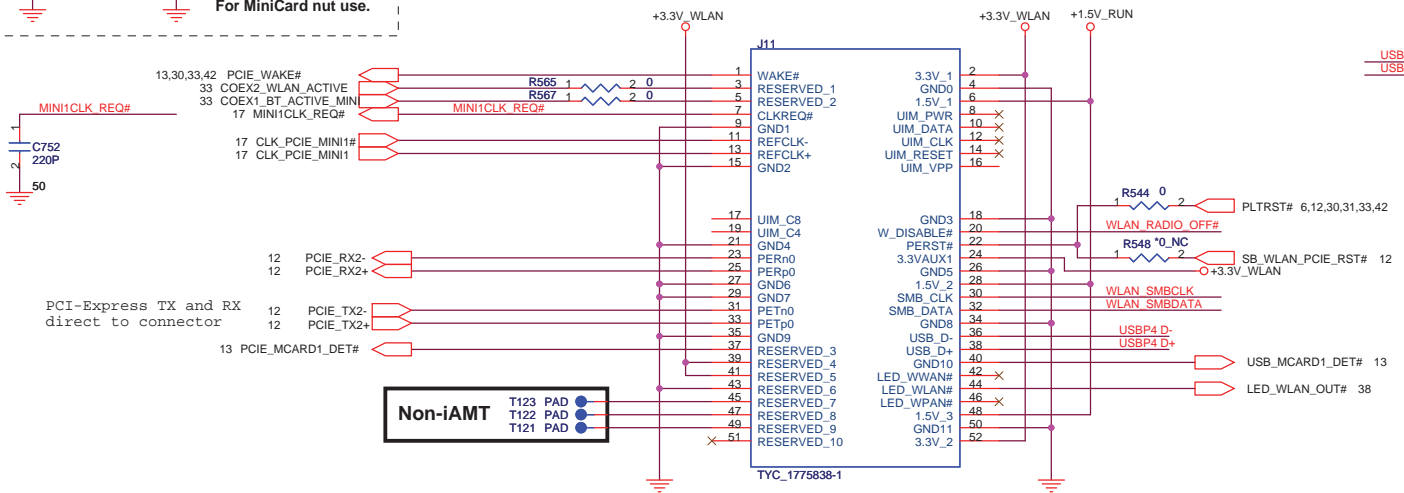 For MiniCard nut use.
+3.3V_WLAN
+3.3V_WLAN
+1.5V_RUN
USB
USB
J11
13,30,33,42 PCIE_WAKE#
33 COEX2_WLAN_ACTIVE
33 COEX1_BT_ACTIVE_MINI
17 MINI1CLK_REQ#
17 CLK_PCIE_MINI1#
17 CLK_PCIE_MINI1
R565 1 2 0
R567 1 2 0
MINI1CLK_REQ#
MINI1CLK_REQ#
1
C752
220P
2
50
1 WAKE#
3 RESERVED_1
5 RESERVED_2
7 CLKREQ#
9 GND1
11 REFCLK-
13 REFCLK+
15 GND2
17 UIM_C8
19 UIM_C4
21 GND4
23 PERn0
25 PERp0
27 GND6
29 GND7
31 PETn0
33 PETp0
35 GND9
37 RESERVED_3
39 RESERVED_4
41 RESERVED_5
43 RESERVED_6
45 RESERVED_7
47 RESERVED_8
49 RESERVED_9
51 RESERVED_10
3.3V_1 2
GND0 4
1.5V_1 6
UIM_PWR 8
UIM_DATA 10
UIM_CLK 12
UIM_RESET 14
UIM_VPP 16
GND3 18
W_DISABLE# 20
PERST# 22
3.3VAUX1 24
GND5 26
1.5V_2 28
SMB_CLK 30
SMB_DATA 32
GND8 34
USB_D- 36
USB_D+ 38
GND10 40
LED_WWAN# 42
LED_WLAN# 44
LED_WPAN# 46
1.5V_3 48
GND11 50
3.3V_2 52
TYC_1775838-1
12 PCIE_RX2-
12 PCIE_RX2+
PCI-Express TX and RX
direct to connector
12 PCIE_TX2-
12 PCIE_TX2+
13 PCIE_MCARD1_DET#
Non-iAMT
T123 PAD
T122 PAD
T121 PAD
R544 0
1 2
PLTRST# 6,12,30,31,33,42
WLAN_RADIO_OFF#
R548 *0_NC
1 2
SB_WLAN_PCIE_RST# 12
+3.3V_WLAN
WLAN_SMBCLK
WLAN_SMBDATA
USBP4 D-
USBP4 D+
USB_MCARD1_DET# 13
LED_WLAN_OUT# 38